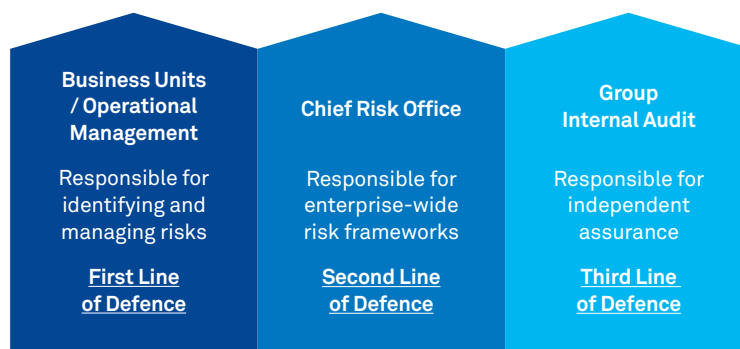 Business Units
/ Operational
Management
Responsible for
identifying and
managing risks
First Line
of Defence
Chief Risk Office
Responsible for
enterprise-wide
risk frameworks
Second Line
of Defence
Group
Internal Audit
Responsible for
independent
assurance
Third Line
of Defence